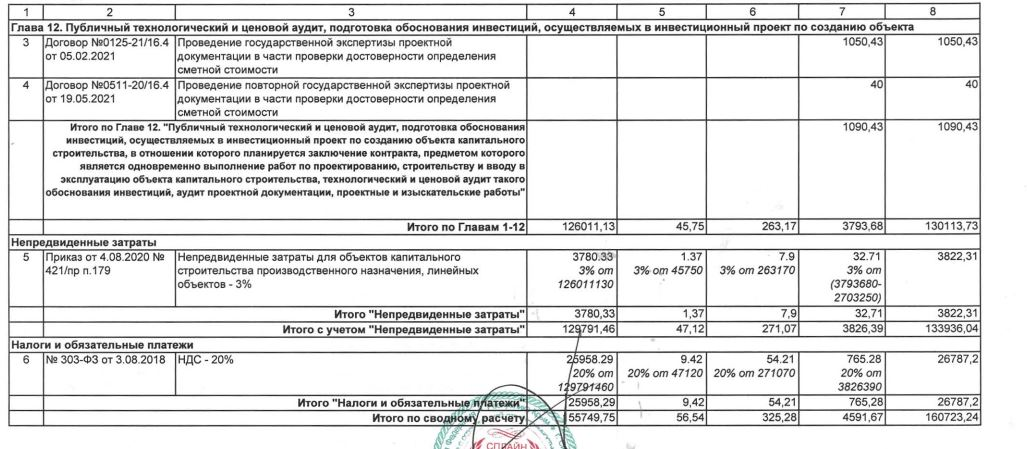 1 2 3 4 5 6 7 8
Глава 12. Публичный технологический и ценовой аудит, подготовка обоснования инвестиций, осуществляемых в инвестиционный проект по созданию объекта
3 Договор №0125-21/16.4 Проведение государственной экспертизы проектной 1050,43 1050,43
от 05.02.2021 документации в части проверки достоверности определения
сметной стоимости
4 Договор №0511-20/16.4 Проведение повторной государственной экспертизы проектной 40 40
от 19.05.2021 документации в части проверки достоверности определения
сметной стоимости
Итого по Главе 12. "Публичный технологический и ценовой аудит, подготовка обоснования 1090,43 1090,43
инвестиций, осуществляемых в инвестиционный проект по созданию объекта капитального
строительства, в отношении которого планируется заключение контракта, предметом которого
является одновременно выполнение работ по проектированию, строительству и вводу в
эксплуатацию объекта капитального строительства, технологический и ценовой аудит такого
обоснования инвестиций, аудит проектной документации, проектные и изыскательские работы"
Итого по Главам 1-12 126011,13 45,75 263,17 3793,68 130113,73
Непредвиденные затраты
5 Приказ от 4.08.2020 № Непредвиденные затраты для объектов капитального 3780.33 1.37 7.9 32.71 3822,31
421/пр п.179 строительства производственного назначения, линейных 3% от 3% от 45750 3% от 263170 3% от
объектов - 3% 126011130 (3793680-
2703250)
Итого "Непредвиденные затраты" 3780,33 1,37 7,9 32,71 3822,31
Итого с учетом "Непредвиденные затраты" 129791,46 47,12 271,07 3826,39 133936,04
Налоги и обязательные платежи
6 № 303-ФЗ от 3.08.2018 НДС - 20% 25958.29 9.42 54.21 765.28 26787,2
20% от 20% от 47120 20% от 271070 20% от
129791460 3826390
Итого "Налоги и обязательные платежи" 25958,29 9,42 54,21 765,28 26787,2
Итого по сводному расчету 155749,75 56,54 325,28 4591,67 160723,24
СПЛАЙН